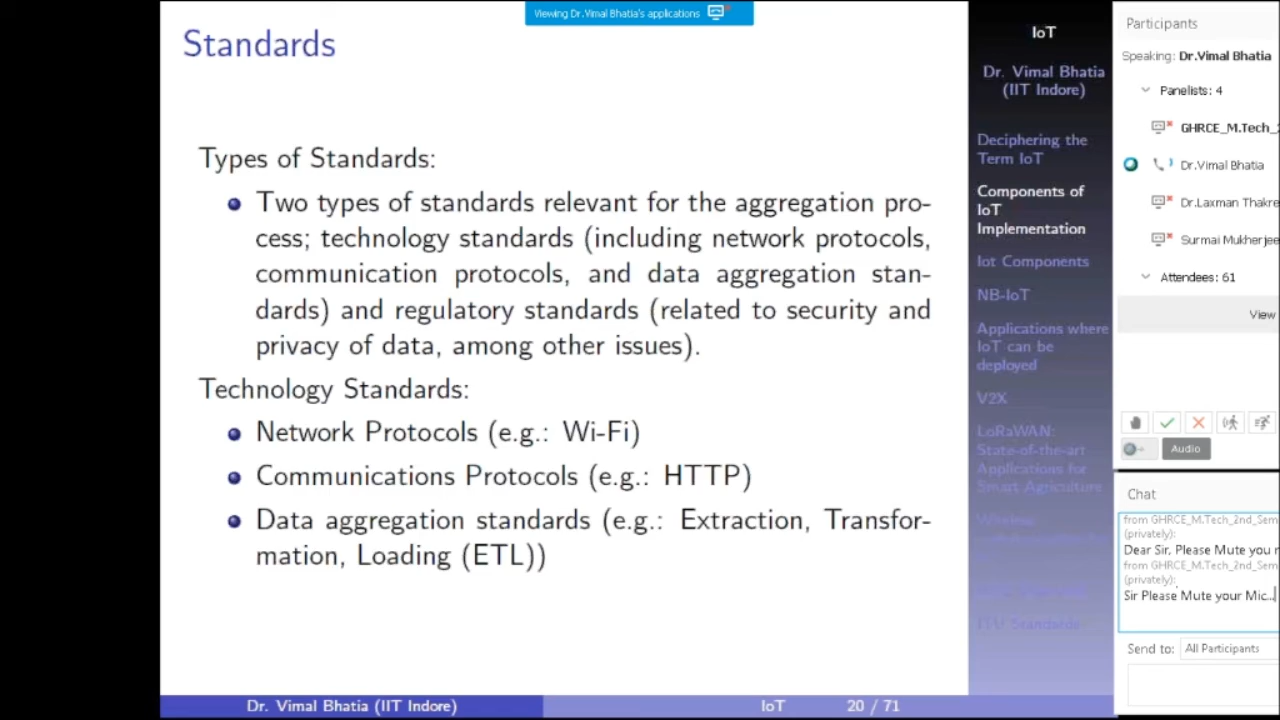 Viewing Dr.Vimal Bhatia's applications
Standards
Types of Standards:
Two types of standards relevant for the aggregation pro-
cess; technology standards (including network protocols,
communication protocols, and data aggregation stan-
dards) and regulatory standards (related to security and
privacy of data, among other issues).
Technology Standards:
Network Protocols (e.g.: Wi-Fi)
Communications Protocols (e.g.: HTTP)
Data aggregation standards (e.g.: Extraction, Transfor-
mation, Loading (ETL))
Dr. Vimal Bhatia (IIT Indore)
IoT
20 / 71
IoT
Dr. Vimal Bhatia
(IIT Indore)
Deciphering the
Term IoT
Components of
IoT
Implementation
Iot Components
NB-IoT
Applications where
IoT can be
deployed
V2X
LoRaWAN:
State-of-the-art
Applications for
Smart Agriculture
Standards
Participants
Speaking: Dr.Vimal Bhatia
Panelists: 4
GHRCE_M.Tech_2
Dr.Vimal Bhatia
Dr.Laxman Thakre
Surmai Mukherjee
Attendees: 61
View
Audio
Chat
from GHRCE_M.Tech_2nd_Sem
(privately):
Dear Sir, Please Mute you
from GHRCE_M.Tech_2nd_Sem
(privately):
Sir Please Mute your Mic...
Send to: All Participants